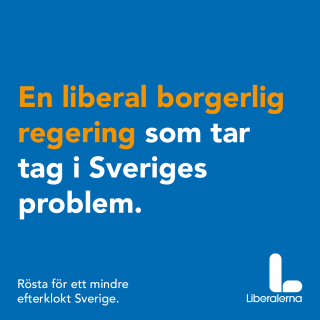 En liberal borgerlig
regering som tar
tag i Sveriges
problem.
Rösta för ett mindre
efterklokt Sverige.
Liberalerna